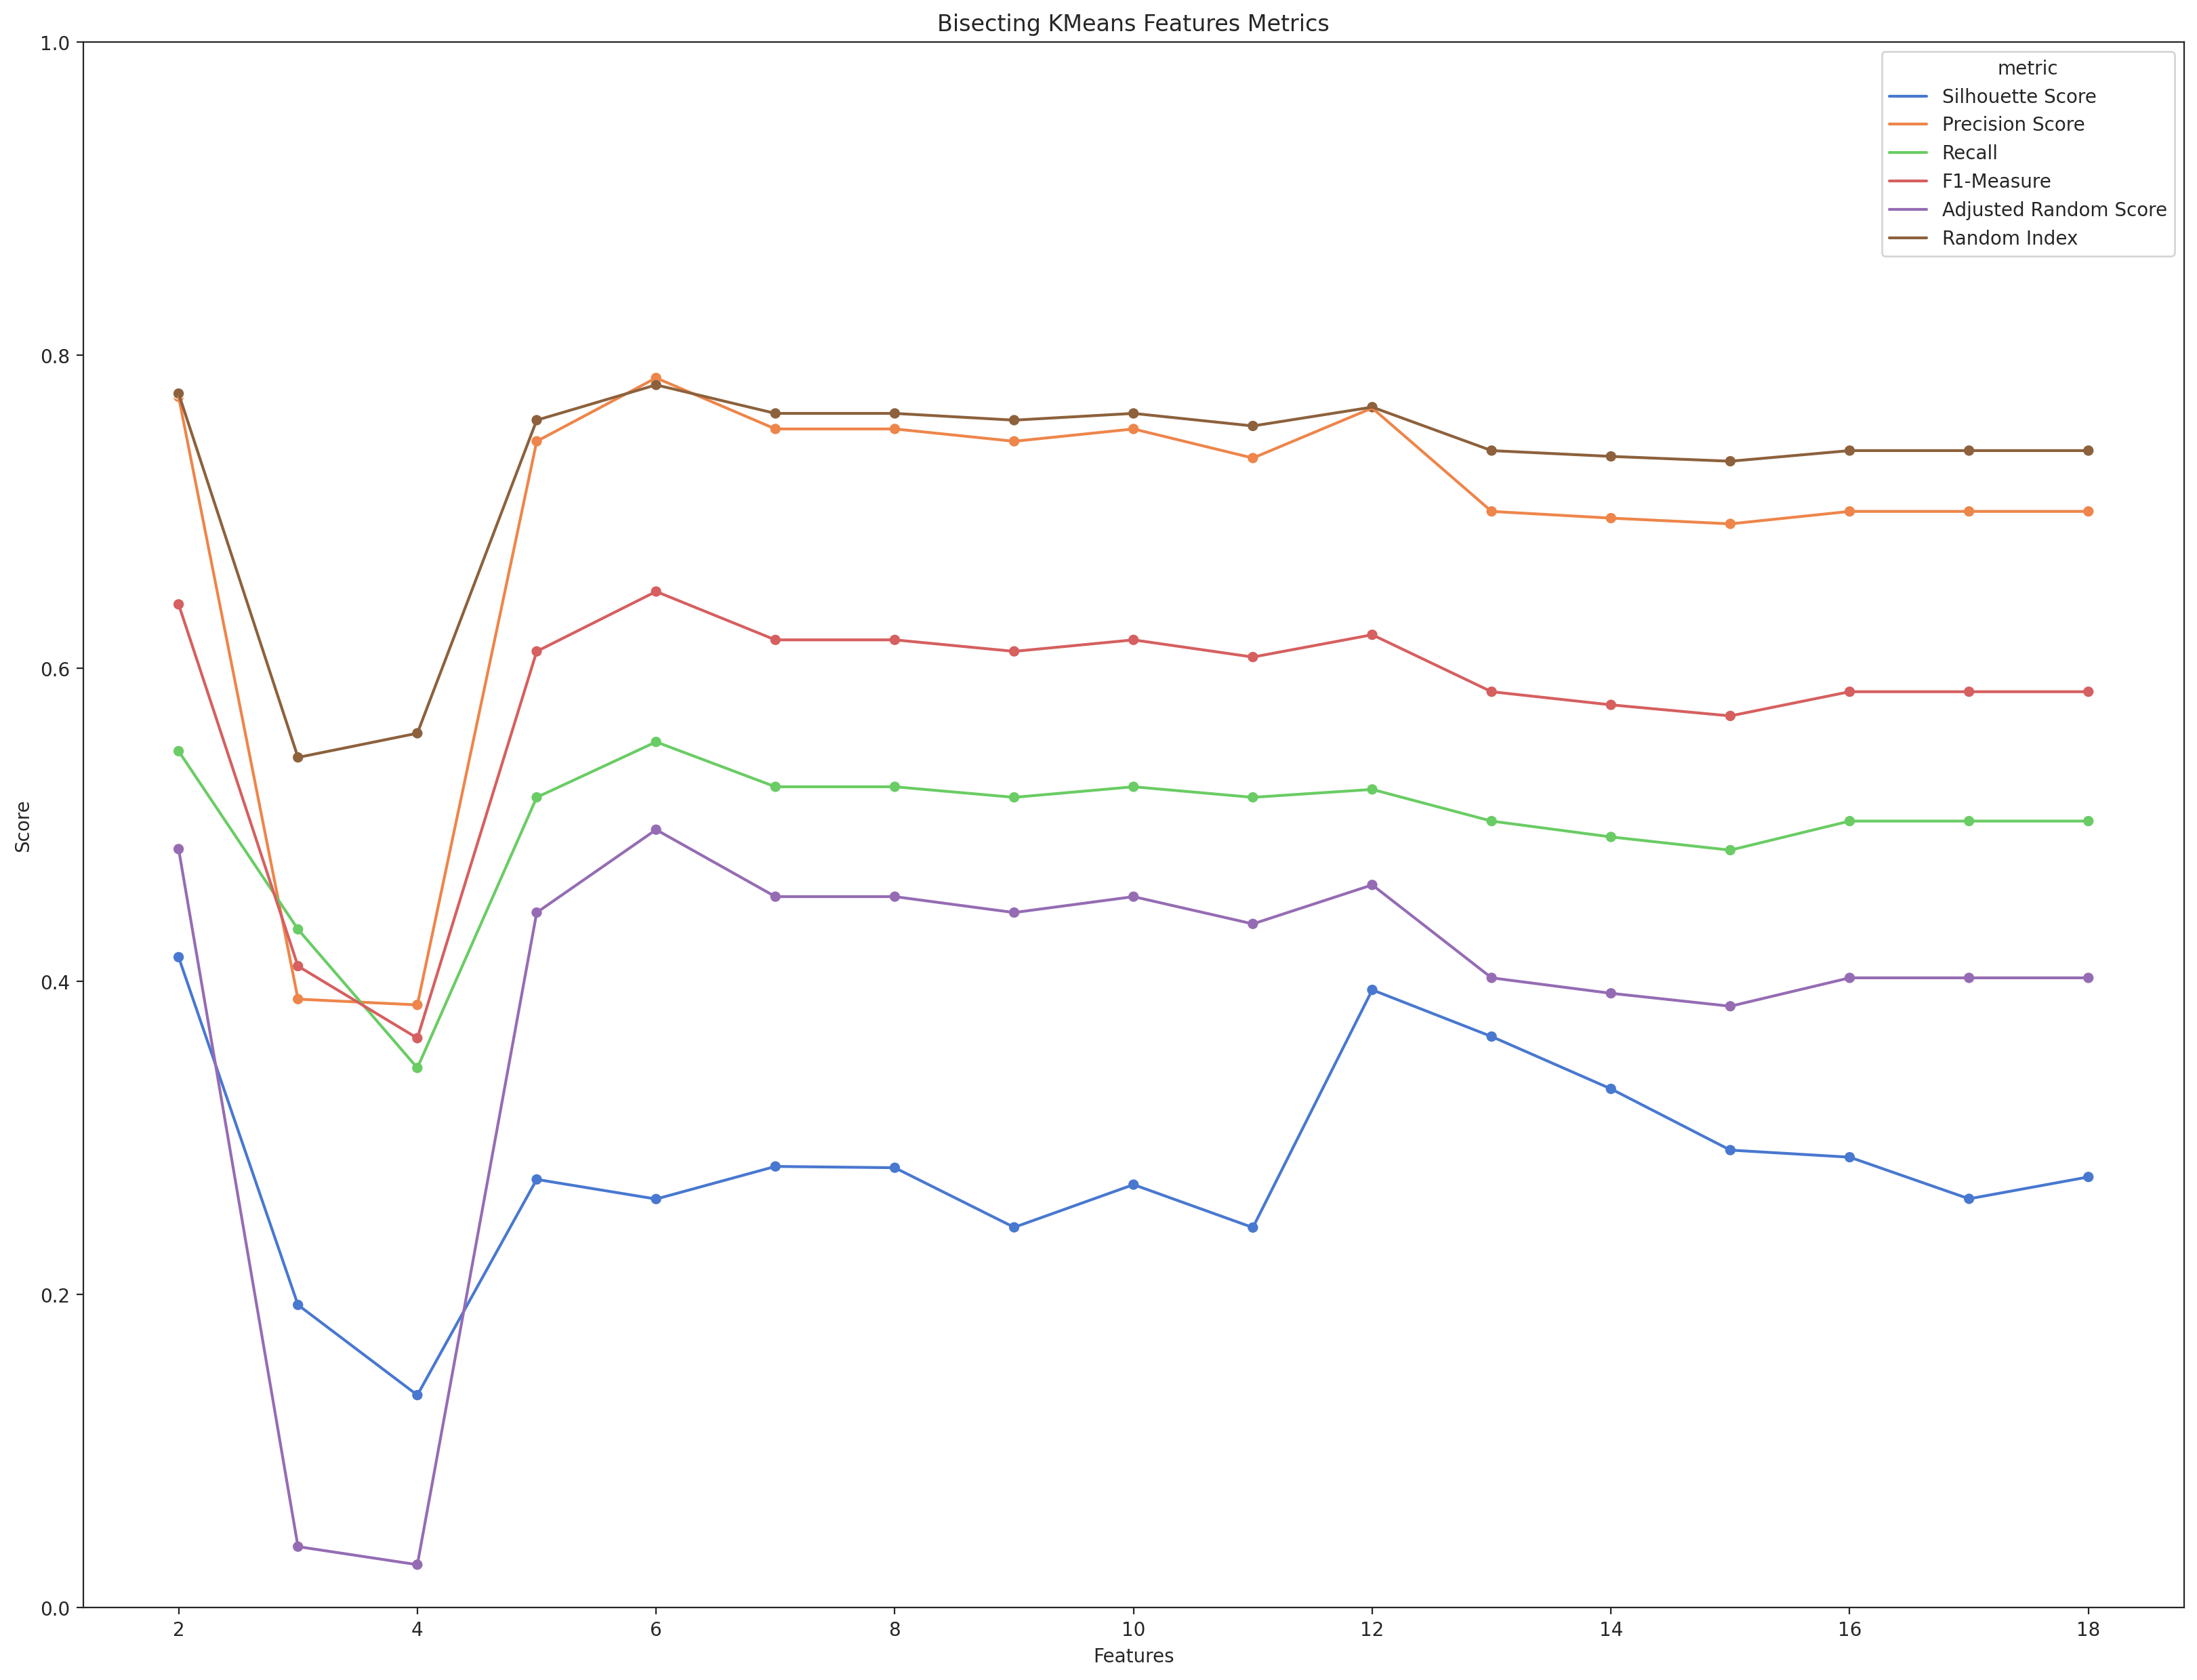 Bisecting KMeans Features Metrics
1.0
metric
Silhouette Score
Precision Score
Recall
F1-Measure
Adjusted Random Score
Random Index
0.8
0.6
Score
0.4
0.2
0.0
2 4 6 8 10 12 14 16 18
Features